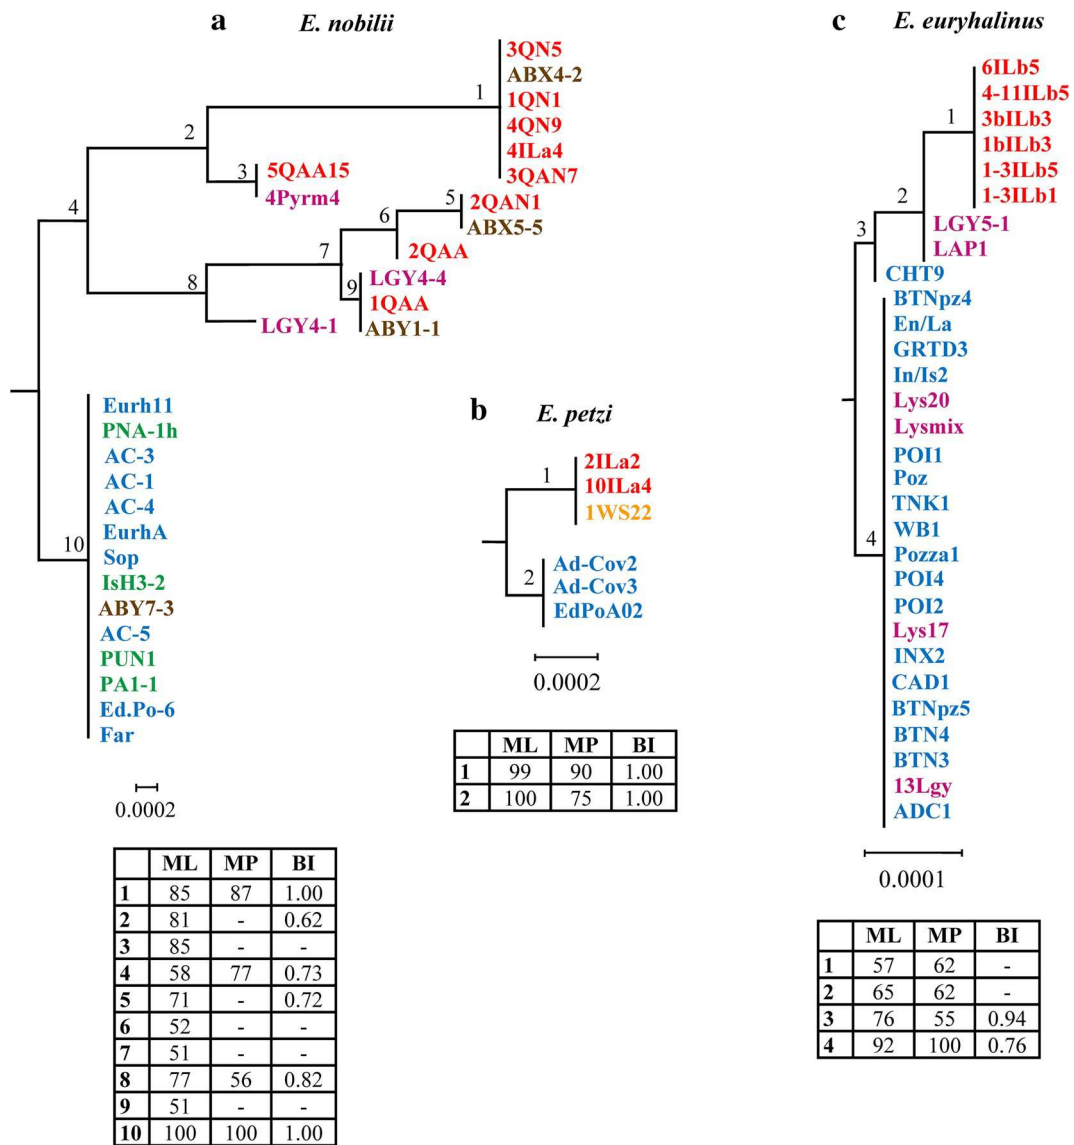 a E. nobilii
1
3QN5
ABX4-2
1QN1
4QN9
4ILa4
3QAN7
2
3
5QAA15
4Pyrm4
4
5
2QAN1
ABX5-5
6
2QAA
7
8
9
LGY4-4
1QAA
ABY1-1
LGY4-1
10
Eurh11
PNA-1h
AC-3
AC-1
AC-4
EurhA
Sop
IsH3-2
ABY7-3
AC-5
PUN1
PA1-1
Ed.Po-6
Far
0.0002
ML MP BI
1 85 87 1.00
2 81 - 0.62
3 85 - -
4 58 77 0.73
5 71 - 0.72
6 52 - -
7 51 - -
8 77 56 0.82
9 51 - -
10 100 100 1.00
b E. petzi
1
2ILa2
10ILa4
1WS22
2
Ad-Cov2
Ad-Cov3
EdPoA02
0.0002
ML MP BI
1 99 90 1.00
2 100 75 1.00
c E. euryhalinus
1
6ILb5
4-11ILb5
3bILb3
1bILb3
1-3ILb5
1-3ILb1
2
LGY5-1
LAP1
3
CHT9
4
BTNpz4
En/La
GRTD3
In/Is2
Lys20
Lysmix
POI1
Poz
TNK1
WB1
Pozza1
POI4
POI2
Lys17
INX2
CAD1
BTNpz5
BTN4
BTN3
13Lgy
ADC1
0.0001
ML MP BI
1 57 62 -
2 65 62 -
3 76 55 0.94
4 92 100 0.76